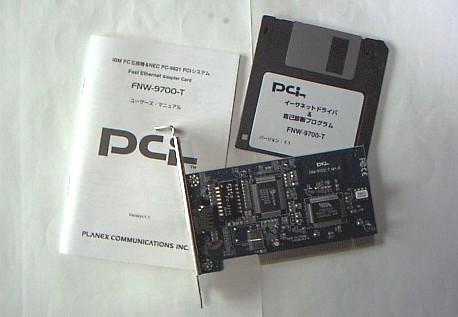 IBM PC互換機&NEC PC-9821 PCIシステム
Fast Ethernet Adapter Card
FNW-9700-T
ユーザーズ・マニュアル
PCi
TM
Version1.1
PLANEX COMMUNICATIONS INC.
PCi
イーサネットドライバ
&
自己診断プログラム
FNW-9700-T
バージョン：1.1
PCi
FNW-9700-T
VIA